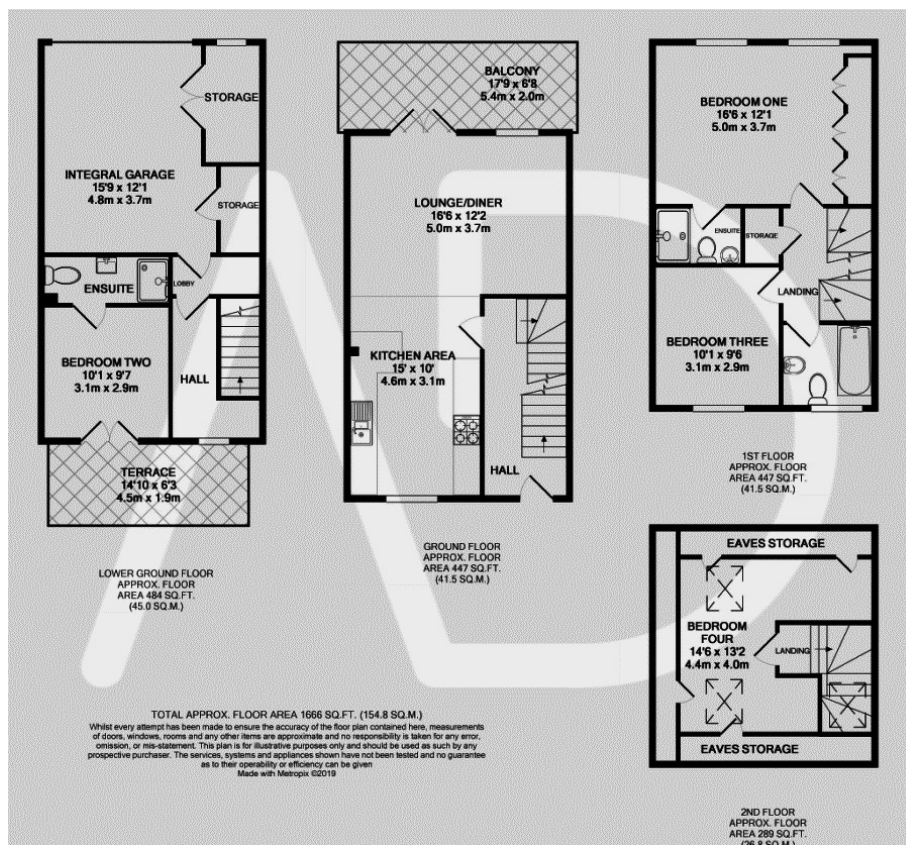 STORAGE
INTEGRAL GARAGE
15'9 x 12'1
4.8m x 3.7m
STORAGE
LOBBY
ENSUITE
BEDROOM TWO
10'1 x 9'7
3.1m x 2.9m
HALL
TERRACE
14'10 x 6'3
4.5m x 1.9m
LOWER GROUND FLOOR
APPROX. FLOOR
AREA 484 SQ.FT.
(45.0 SQ.M.)
BALCONY
17'9 x 6'8
5.4m x 2.0m
LOUNGE/DINER
16'6 x 12'2
5.0m x 3.7m
KITCHEN AREA
15' x 10'
4.6m x 3.1m
HALL
GROUND FLOOR
APPROX. FLOOR
AREA 447 SQ.FT.
(41.5 SQ.M.)
BEDROOM ONE
16'6 x 12'1
5.0m x 3.7m
ENSUITE
STORAGE
LANDING
BEDROOM THREE
10'1 x 9'6
3.1m x 2.9m
1ST FLOOR
APPROX. FLOOR
AREA 447 SQ.FT.
(41.5 SQ.M.)
EAVES STORAGE
BEDROOM
FOUR
14'6 x 13'2
4.4m x 4.0m
LANDING
EAVES STORAGE
2ND FLOOR
APPROX. FLOOR
AREA 289 SQ.FT.
(26.8 SQ.M.)
TOTAL APPROX. FLOOR AREA 1666 SQ.FT. (154.8 SQ.M.)
Whilst every attempt has been made to ensure the accuracy of the floor plan contained here, measurements
of doors, windows, rooms and any other items are approximate and no responsibility is taken for any error,
omission, or mis-statement. This plan is for illustrative purposes only and should be used as such by any
prospective purchaser. The services, systems and appliances shown have not been tested and no guarantee
as to their operability or efficiency can be given
Made with Metropix ©2019